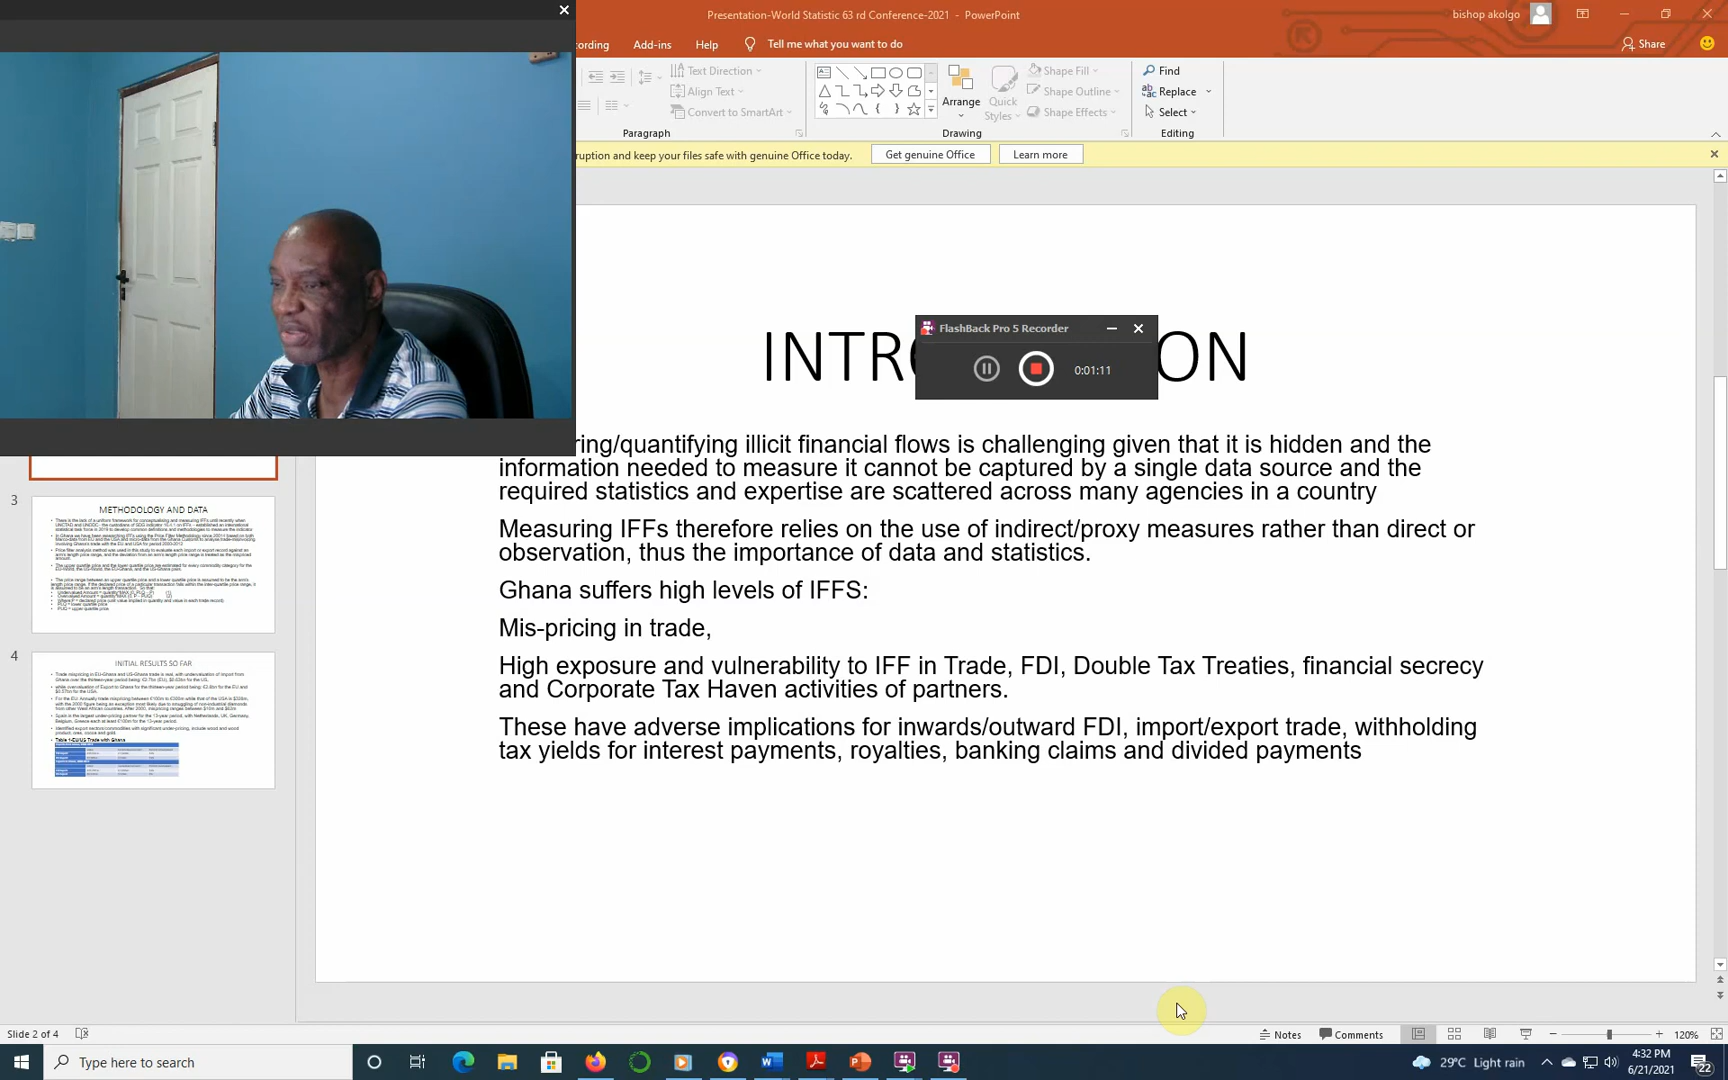 Presentation-World Statistic 63 rd Conference-2021 - PowerPoint
bishop akolgo
ording Add-ins Help Tell me what you want to do
Share
Text Direction
Align Text
Convert to SmartArt
Paragraph
Arrange
Quick Styles
Shape Fill
Shape Outline
Shape Effects
Drawing
Find
Replace
Select
Editing
ruption and keep your files safe with genuine Office today. Get genuine Office Learn more
INTR ON
FlashBack Pro 5 Recorder
0:01:11
ring/quantifying illicit financial flows is challenging given that it is hidden and the
information needed to measure it cannot be captured by a single data source and the
required statistics and expertise are scattered across many agencies in a country
Measuring IFFs therefore relies on the use of indirect/proxy measures rather than direct or
observation, thus the importance of data and statistics.
Ghana suffers high levels of IFFS:
Mis-pricing in trade,
High exposure and vulnerability to IFF in Trade, FDI, Double Tax Treaties, financial secrecy
and Corporate Tax Haven activities of partners.
These have adverse implications for inwards/outward FDI, import/export trade, withholding
tax yields for interest payments, royalties, banking claims and divided payments
3
METHODOLOGY AND DATA
4
INITIAL RESULTS SO FAR
Slide 2 of 4
Notes Comments 120%
Type here to search
29°C Light rain
4:32 PM
6/21/2021
22